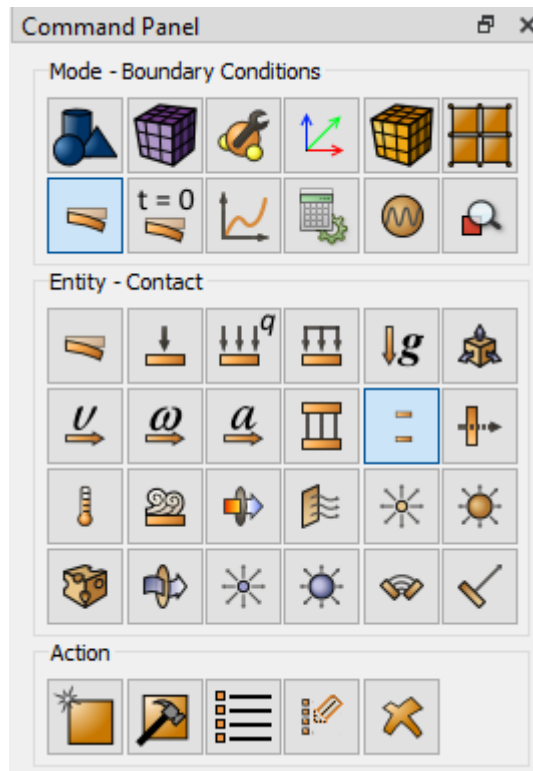 Command Panel
Mode - Boundary Conditions
t = 0
Entity - Contact
q
g
υ ω a
Action